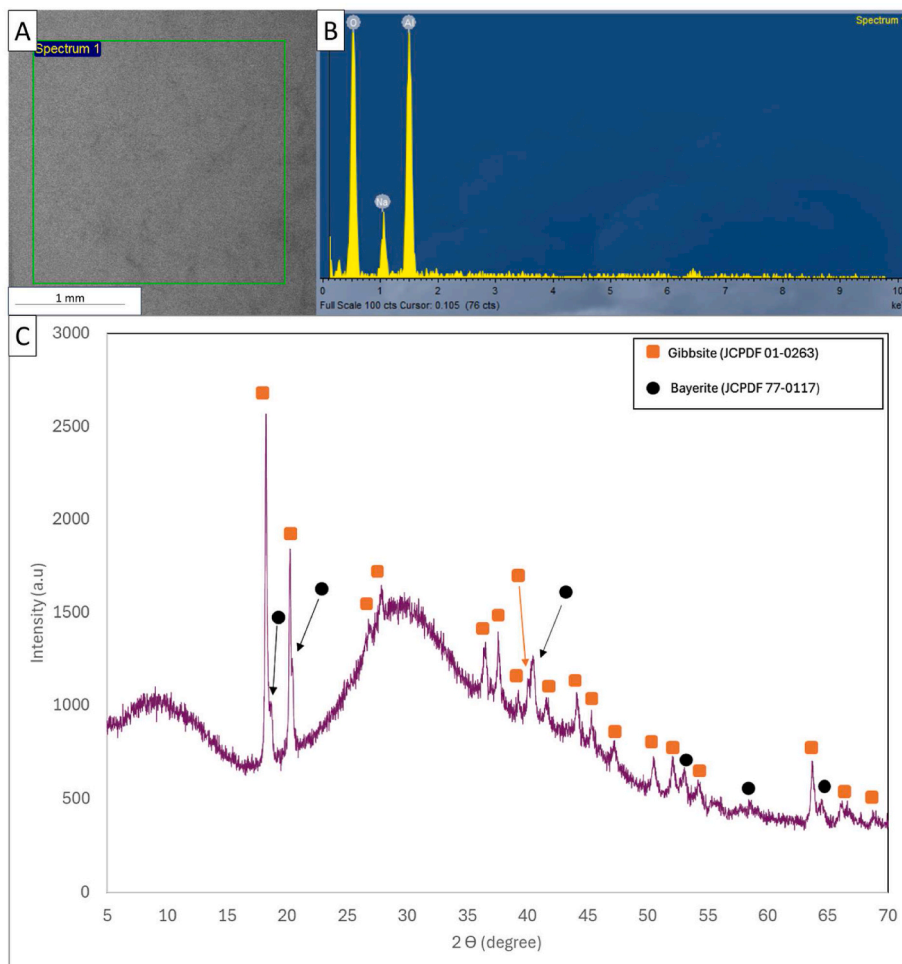 A
Spectrum 1
1 mm
B
Spectrum
O
Al
Na
0 1 2 3 4 5 6 7 8 9 10
Full Scale 100 cts Cursor: 0.105 (76 cts)
ke
C
Gibbsite (JCPDF 01-0263)
Bayerite (JCPDF 77-0117)
Intensity (a.u)
3000
2500
2000
1500
1000
500
0
5 10 15 20 25 30 35 40 45 50 55 60 65 70
2 Θ (degree)